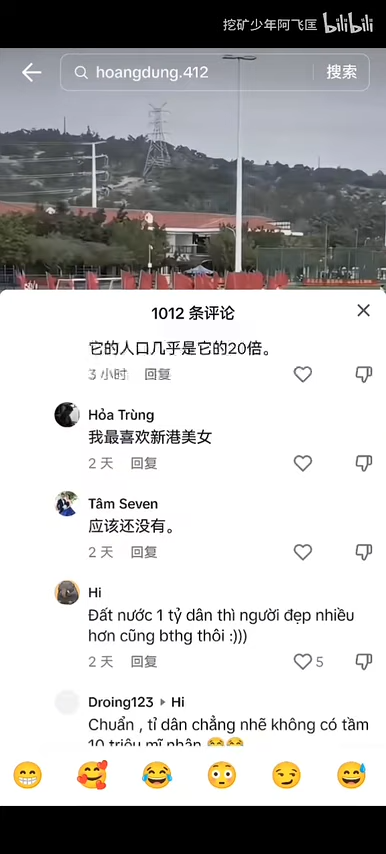 挖矿少年阿飞匡 bilibili
hoangdung.412 搜索
1012 条评论
它的人口几乎是它的20倍。
3 小时 回复
Hỏa Trùng
我最喜欢新港美女
2 天 回复
Tâm Seven
应该还没有。
2 天 回复
Hi
Đất nước 1 tỷ dân thì người đẹp nhiều
hơn cũng bthg thôi :)))
2 天 回复 5
Droing123 Hi
Chuẩn , tỉ dân chẳng nhẽ không có tầm
10 triệu mĩ nhân